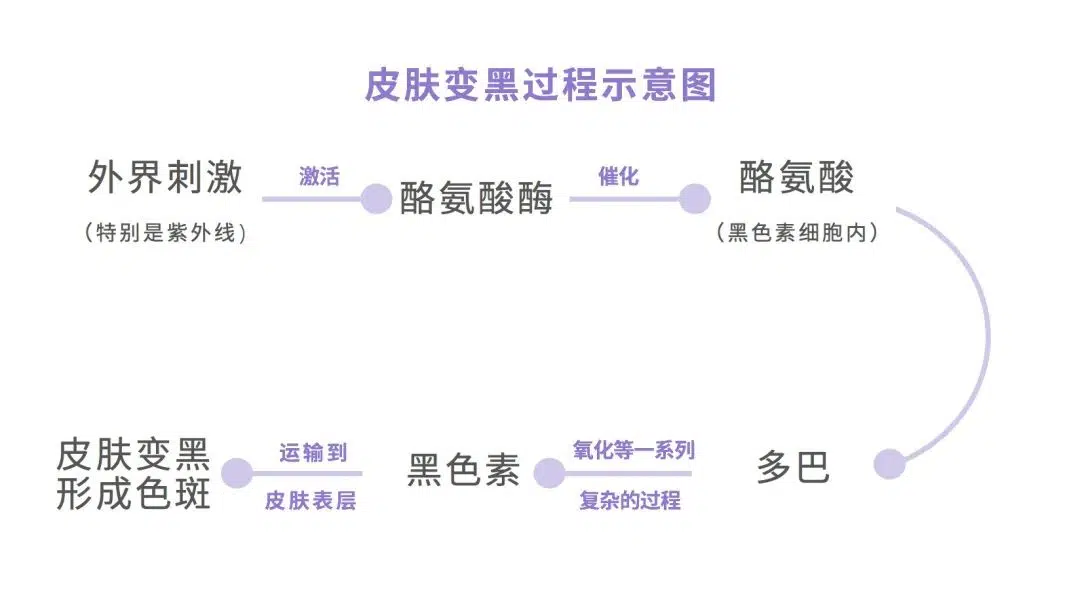 皮肤变黑过程示意图
外界刺激
(特别是紫外线)
激活
酪氨酸酶
催化
酪氨酸
(黑色素细胞内)
多巴
氧化等一系列
复杂的过程
黑色素
运输到
皮肤表层
皮肤变黑
形成色斑